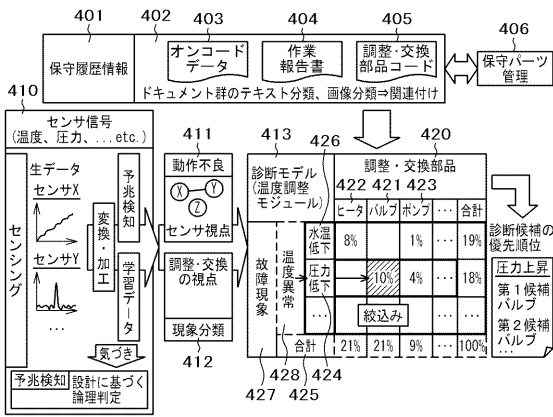 401
402
403
404
405
406
保守履歴情報
オンコード
データ
作業
報告書
調整・交換
部品コード
ドキュメント群のテキスト分類、画像分類⇒関連付け
保守パーツ
管理
410
センサ信号
(温度、圧力、...etc.)
センシング
生データ
センサX
センサY
...
変換・加工
予兆検知
学習データ
気づき
予兆検知
設計に基づく
論理判定
411
動作不良
X
Y
Z
センサ視点
調整・交換
の視点
現象分類
412
413
426
420
診断モデル
(温度調整
モジュール)
調整・交換部品
422
421
423
ヒータ
バルブ
ポンプ
...
合計
故障現象
温度異常
水温
低下
8%
1%
...
19%
圧力
低下
10%
4%
...
18%
...
絞込み
合計
21%
21%
9%
...
100%
427
428
424
425
診断候補の
優先順位
圧力上昇
第1候補
バルブ
第2候補
バルブ
...